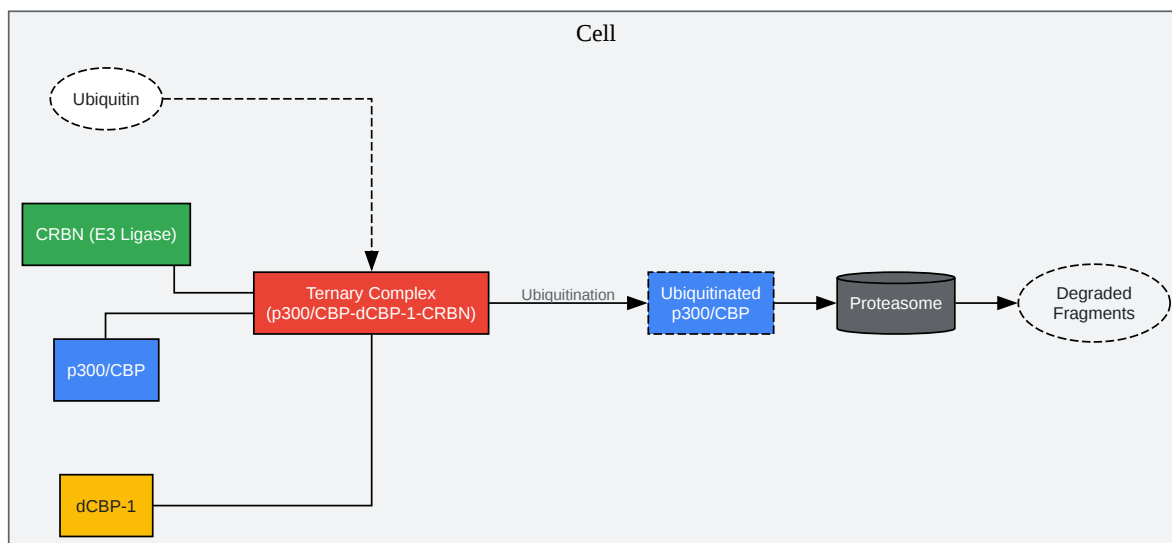 Cell
Ubiquitin
CRBN (E3 Ligase)
Ternary Complex
(p300/CBP-dCBP-1-CRBN)
Ubiquitination
Ubiquitinated
p300/CBP
Proteasome
Degraded
Fragments
p300/CBP
dCBP-1